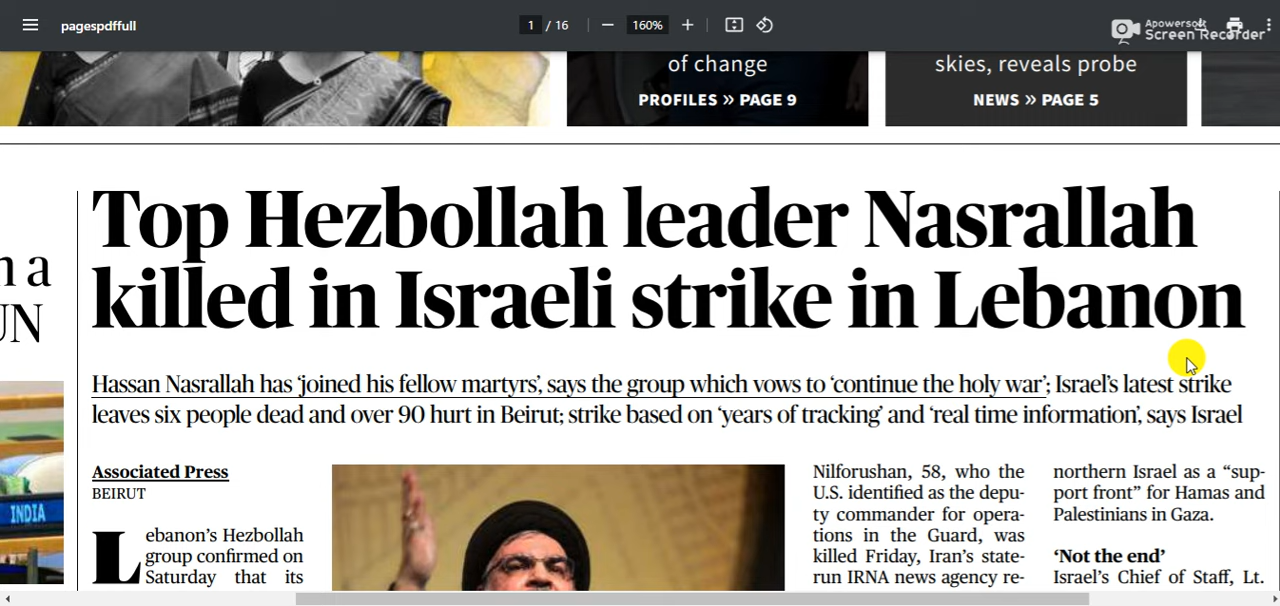 pagespdffull
1 / 16
160%
Apowersoft
Screen Recorder
of change
PROFILES » PAGE 9
skies, reveals probe
NEWS » PAGE 5
n a
UN
INDIA
Top Hezbollah leader Nasrallah
killed in Israeli strike in Lebanon
Hassan Nasrallah has ‘joined his fellow martyrs’, says the group which vows to ‘continue the holy war’; Israel’s latest strike
leaves six people dead and over 90 hurt in Beirut; strike based on ‘years of tracking’ and ‘real time information’, says Israel
Associated Press
BEIRUT
Lebanon’s Hezbollah
group confirmed on
Saturday that its
Nilforushan, 58, who the
U.S. identified as the depu-
ty commander for opera-
tions in the Guard, was
killed Friday, Iran’s state-
run IRNA news agency re-
northern Israel as a “sup-
port front” for Hamas and
Palestinians in Gaza.
‘Not the end’
Israel’s Chief of Staff, Lt.